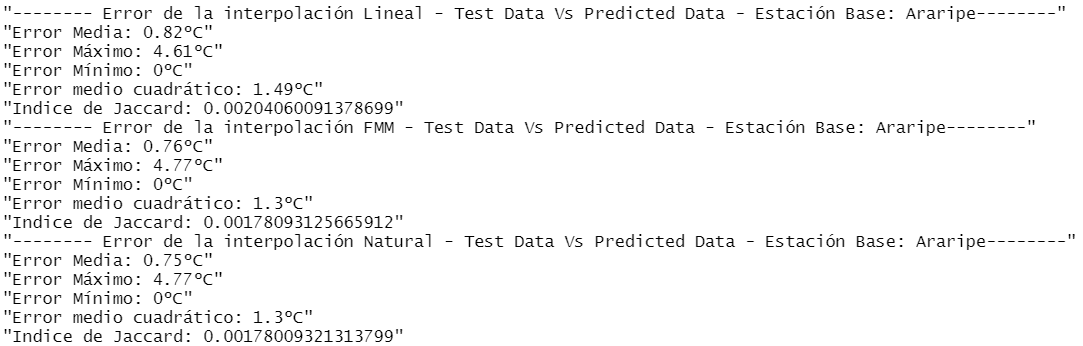 "-------- Error de la interpolación Lineal - Test Data Vs Predicted Data - Estación Base: Araripe--------"
"Error Media: 0.82ºC"
"Error Máximo: 4.61ºC"
"Error Mínimo: 0ºC"
"Error medio cuadrático: 1.49ºC"
"Indice de Jaccard: 0.00204060091378699"
"-------- Error de la interpolación FMM - Test Data Vs Predicted Data - Estación Base: Araripe--------"
"Error Media: 0.76ºC"
"Error Máximo: 4.77ºC"
"Error Mínimo: 0ºC"
"Error medio cuadrático: 1.3ºC"
"Indice de Jaccard: 0.00178093125665912"
"-------- Error de la interpolación Natural - Test Data Vs Predicted Data - Estación Base: Araripe--------"
"Error Media: 0.75ºC"
"Error Máximo: 4.77ºC"
"Error Mínimo: 0ºC"
"Error medio cuadrático: 1.3ºC"
"Indice de Jaccard: 0.00178009321313799"